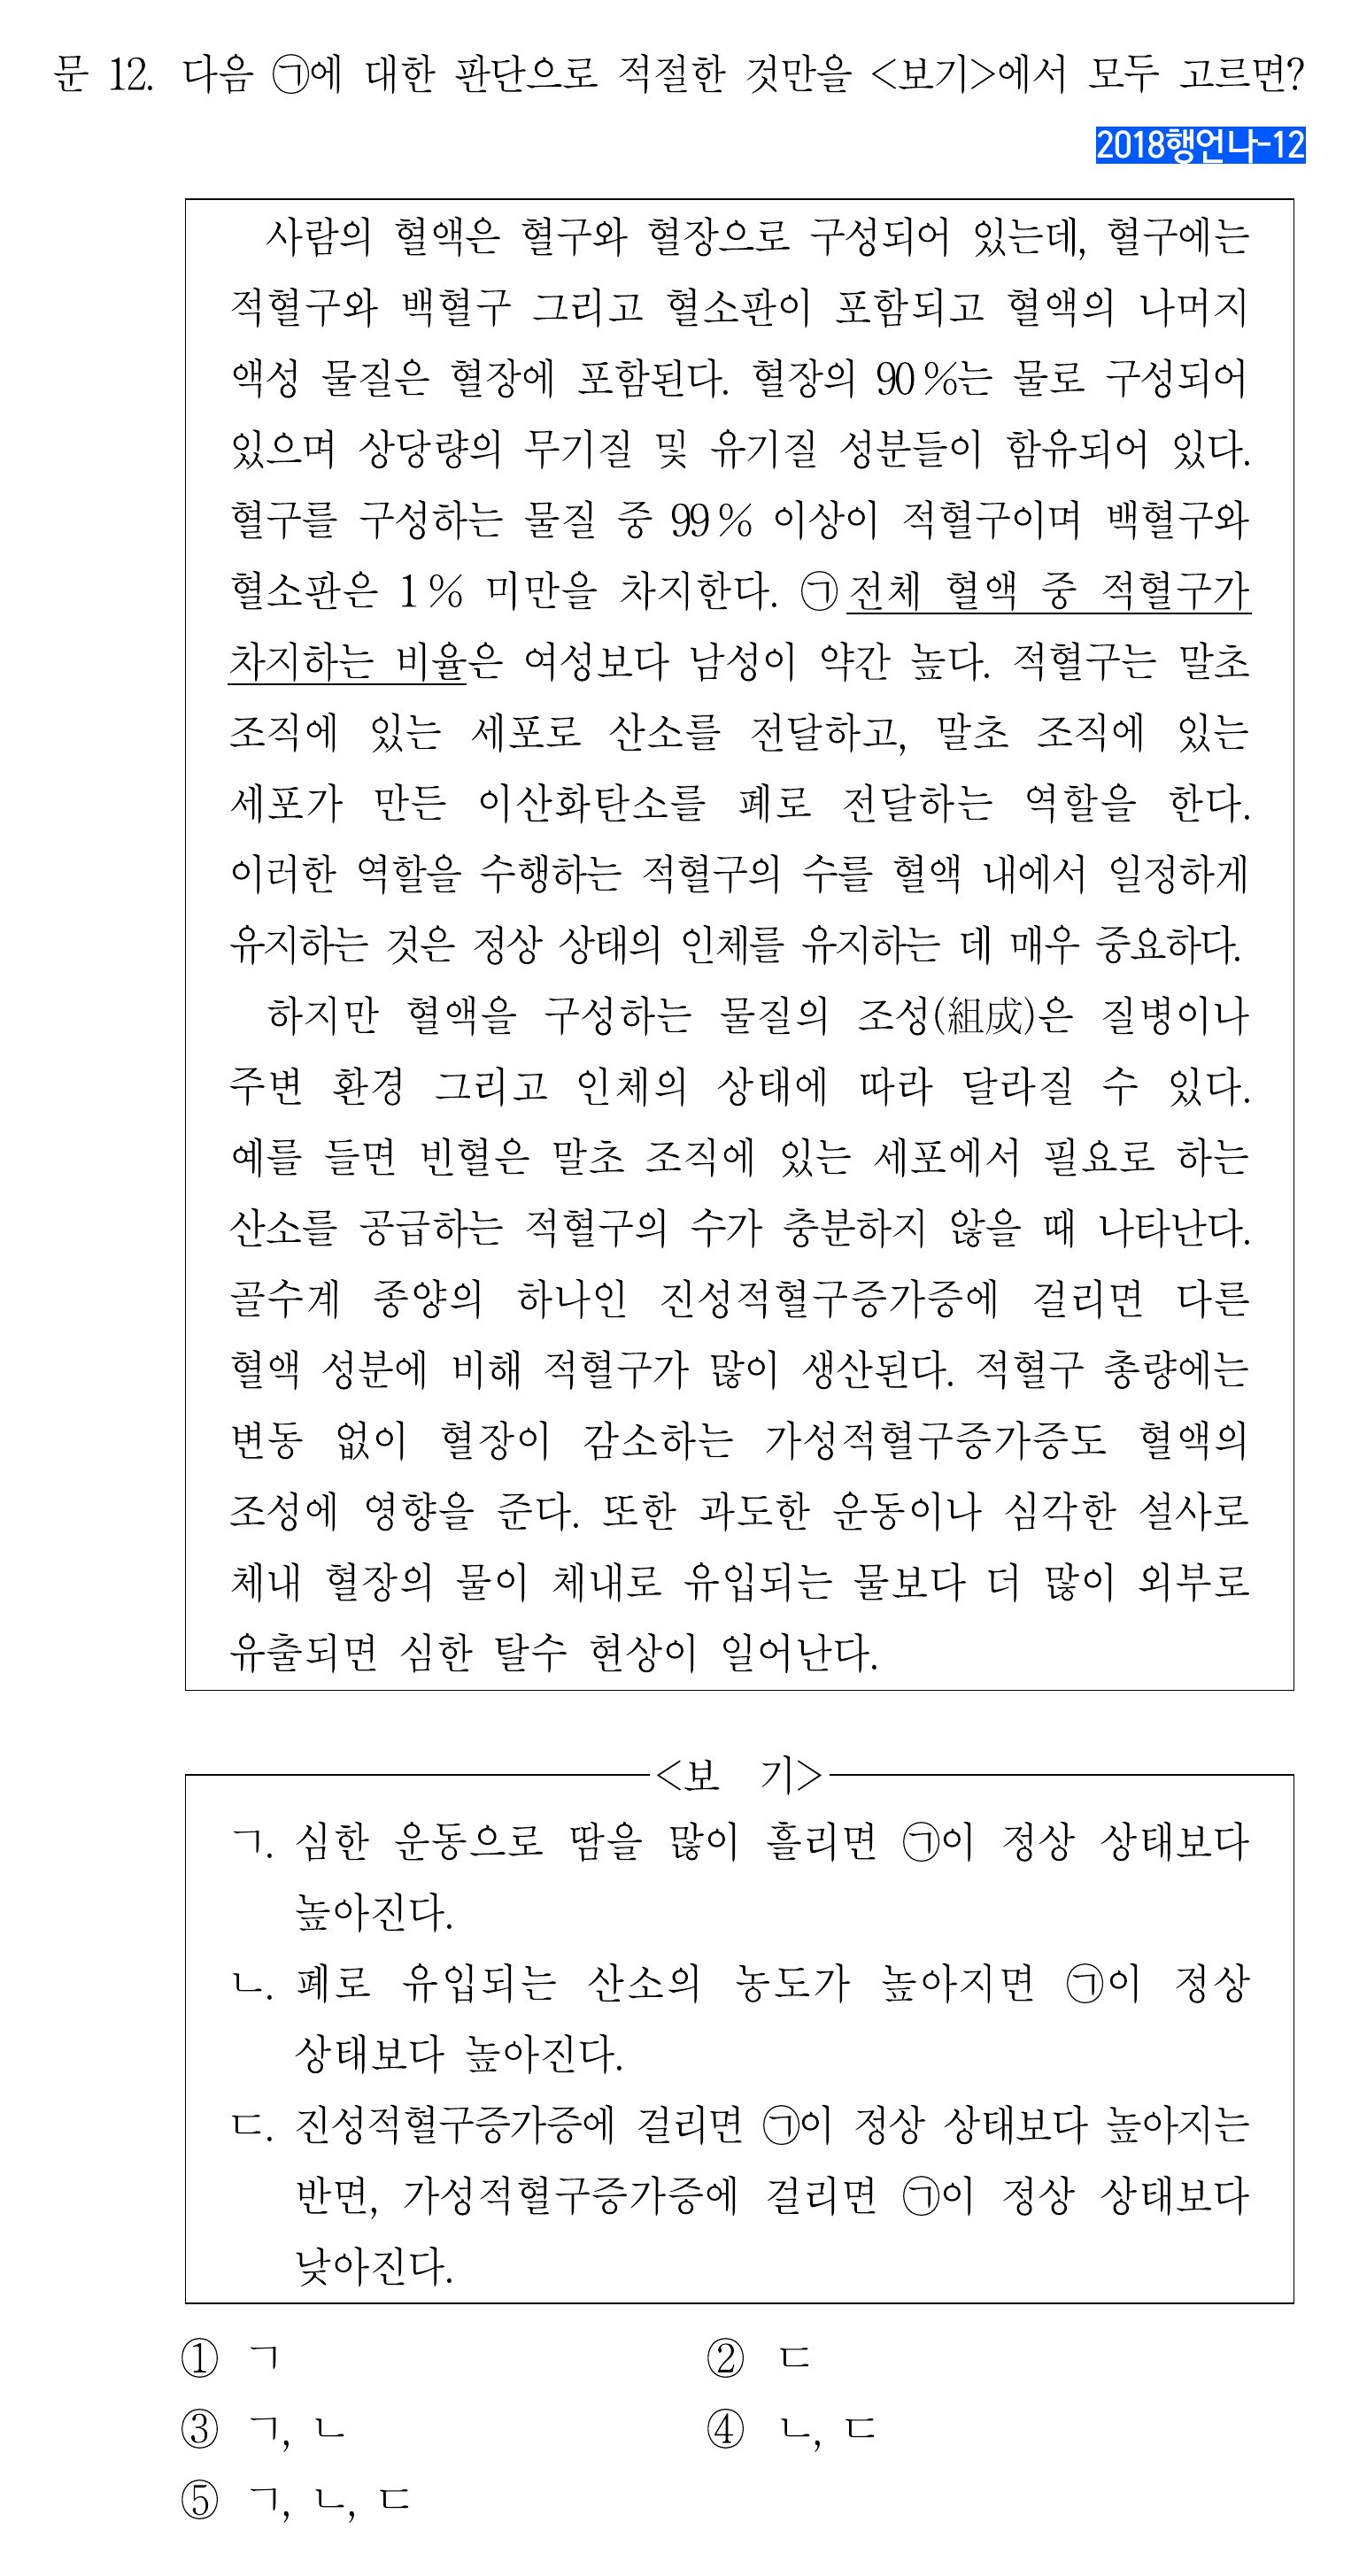 문 12. 다음 ㉠에 대한 판단으로 적절한 것만을 <보기>에서 모두 고르면?
2018행언나-12
사람의 혈액은 혈구와 혈장으로 구성되어 있는데, 혈구에는
적혈구와 백혈구 그리고 혈소판이 포함되고 혈액의 나머지
액성 물질은 혈장에 포함된다. 혈장의 90 %는 물로 구성되어
있으며 상당량의 무기질 및 유기질 성분들이 함유되어 있다.
혈구를 구성하는 물질 중 99 % 이상이 적혈구이며 백혈구와
혈소판은 1 % 미만을 차지한다. ㉠ 전체 혈액 중 적혈구가
차지하는 비율은 여성보다 남성이 약간 높다. 적혈구는 말초
조직에 있는 세포로 산소를 전달하고, 말초 조직에 있는
세포가 만든 이산화탄소를 폐로 전달하는 역할을 한다.
이러한 역할을 수행하는 적혈구의 수를 혈액 내에서 일정하게
유지하는 것은 정상 상태의 인체를 유지하는 데 매우 중요하다.
하지만 혈액을 구성하는 물질의 조성(組成)은 질병이나
주변 환경 그리고 인체의 상태에 따라 달라질 수 있다.
예를 들면 빈혈은 말초 조직에 있는 세포에서 필요로 하는
산소를 공급하는 적혈구의 수가 충분하지 않을 때 나타난다.
골수계 종양의 하나인 진성적혈구증가증에 걸리면 다른
혈액 성분에 비해 적혈구가 많이 생산된다. 적혈구 총량에는
변동 없이 혈장이 감소하는 가성적혈구증가증도 혈액의
조성에 영향을 준다. 또한 과도한 운동이나 심각한 설사로
체내 혈장의 물이 체내로 유입되는 물보다 더 많이 외부로
유출되면 심한 탈수 현상이 일어난다.
<보 기>
ㄱ. 심한 운동으로 땀을 많이 흘리면 ㉠이 정상 상태보다
높아진다.
ㄴ. 폐로 유입되는 산소의 농도가 높아지면 ㉠이 정상
상태보다 높아진다.
ㄷ. 진성적혈구증가증에 걸리면 ㉠이 정상 상태보다 높아지는
반면, 가성적혈구증가증에 걸리면 ㉠이 정상 상태보다
낮아진다.
① ㄱ ② ㄷ
③ ㄱ, ㄴ ④ ㄴ, ㄷ
⑤ ㄱ, ㄴ, ㄷ